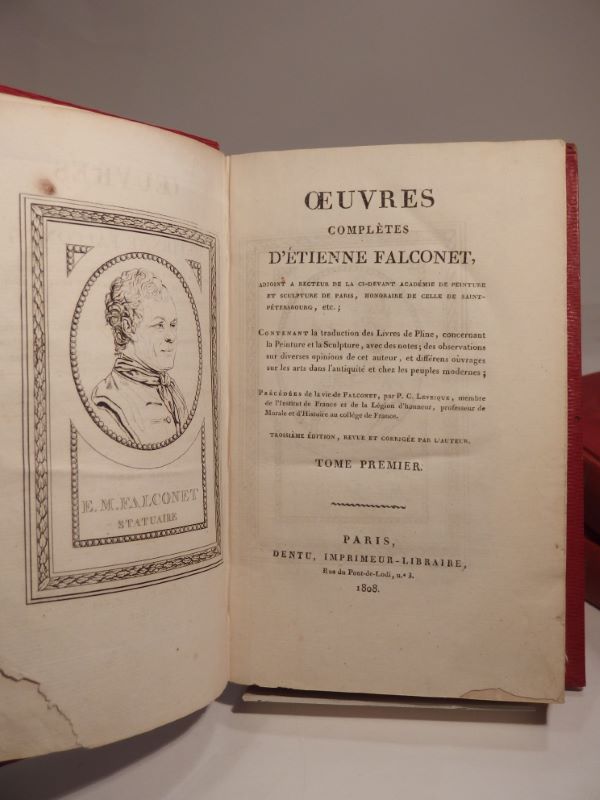 E. M. FALCONET
STATUAIRE
ŒUVRES
COMPLÈTES
D'ÉTIENNE FALCONET,
ADJOINT A RECTEUR DE LA CI-DEVANT ACADÉMIE DE PEINTURE
ET SCULPTURE DE PARIS, HONORAIRE DE CELLE DE SAINT-
PÉTERSBOURG, etc.;
CONTENANT la traduction des Livres de Pline, concernant
la Peinture et la Sculpture, avec des notes; des observations
sur diverses opinions de cet auteur, et différens ouvrages
sur les arts dans l'antiquité et chez les peuples modernes;
PRÉCÉDÉES de la vie de FALCONET, par P. C. LEVESQUE, membre
de l'Institut de France et de la Légion d'honneur, professeur de
Morale et d'Histoire au collége de France.
TROISIÈME ÉDITION, REVUE ET CORRIGÉE PAR L'AUTEUR.
TOME PREMIER.
PARIS,
DENTU, IMPRIMEUR-LIBRAIRE,
Rue du Pont-de-Lodi, n.º 3.
1808.